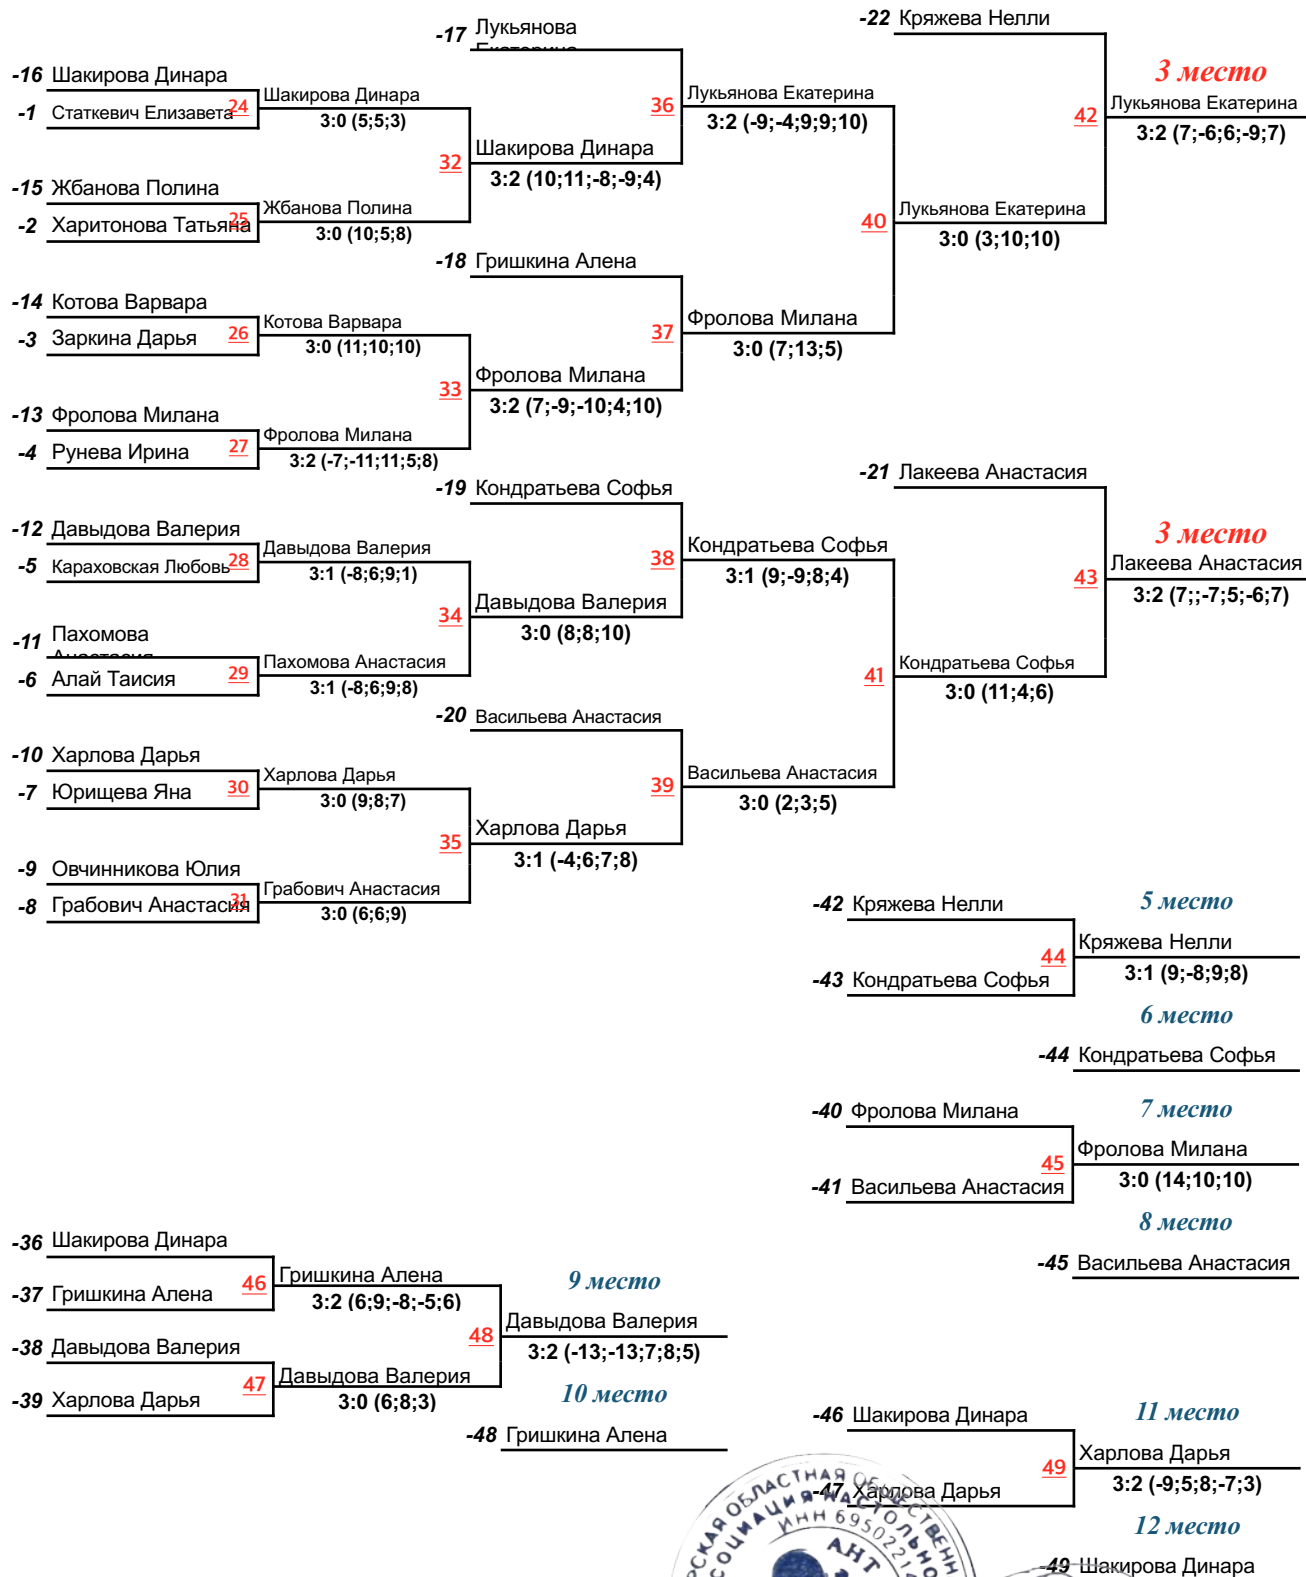 -22 Кряжева Нелли
-17 Лукьянова
-16 Шакирова Динара
3 место
-1 Статкевич Елизавета 24
Шакирова Динара
3:0 (5;5;3)
36
Лукьянова Екатерина
3:2 (-9;-4;9;9;10)
42
Лукьянова Екатерина
3:2 (7;-6;6;-9;7)
32
Шакирова Динара
3:2 (10;11;-8;-9;4)
-15 Жбанова Полина
-2 Харитонова Татьяна 25
Жбанова Полина
3:0 (10;5;8)
40
Лукьянова Екатерина
3:0 (3;10;10)
-18 Гришкина Алена
-14 Котова Варвара
-3 Заркина Дарья 26
Котова Варвара
3:0 (11;10;10)
37
Фролова Милана
3:0 (7;13;5)
33
Фролова Милана
3:2 (7;-9;-10;4;10)
-13 Фролова Милана
-4 Рунева Ирина 27
Фролова Милана
3:2 (-7;-11;11;5;8)
-21 Лакеева Анастасия
-19 Кондратьева Софья
-12 Давыдова Валерия
3 место
-5 Караховская Любовь 28
Давыдова Валерия
3:1 (-8;6;9;1)
38
Кондратьева Софья
3:1 (9;-9;8;4)
43
Лакеева Анастасия
3:2 (7;;-7;5;-6;7)
34
Давыдова Валерия
3:0 (8;8;10)
-11 Пахомова
-6 Алай Таисия 29
Пахомова Анастасия
3:1 (-8;6;9;8)
41
Кондратьева Софья
3:0 (11;4;6)
-20 Васильева Анастасия
-10 Харлова Дарья
-7 Юрищева Яна 30
Харлова Дарья
3:0 (9;8;7)
39
Васильева Анастасия
3:0 (2;3;5)
35
Харлова Дарья
3:1 (-4;6;7;8)
-9 Овчинникова Юлия
-8 Грабович Анастасия 31
Грабович Анастасия
3:0 (6;6;9)
-42 Кряжева Нелли
5 место
44
Кряжева Нелли
3:1 (9;-8;9;8)
-43 Кондратьева Софья
6 место
-44 Кондратьева Софья
-40 Фролова Милана
7 место
45
Фролова Милана
3:0 (14;10;10)
-41 Васильева Анастасия
8 место
-45 Васильева Анастасия
-36 Шакирова Динара
46
Гришкина Алена
3:2 (6;9;-8;-5;6)
9 место
-37 Гришкина Алена
48
Давыдова Валерия
3:2 (-13;-13;7;8;5)
-38 Давыдова Валерия
47
Давыдова Валерия
3:0 (6;8;3)
10 место
-39 Харлова Дарья
-48 Гришкина Алена
-46 Шакирова Динара
11 место
49
Харлова Дарья
3:2 (-9;5;8;-7;3)
-47 Харлова Дарья
12 место
-49 Шакирова Динара
ОБЛАСТНАЯ
ИНН 6950221
АНТ